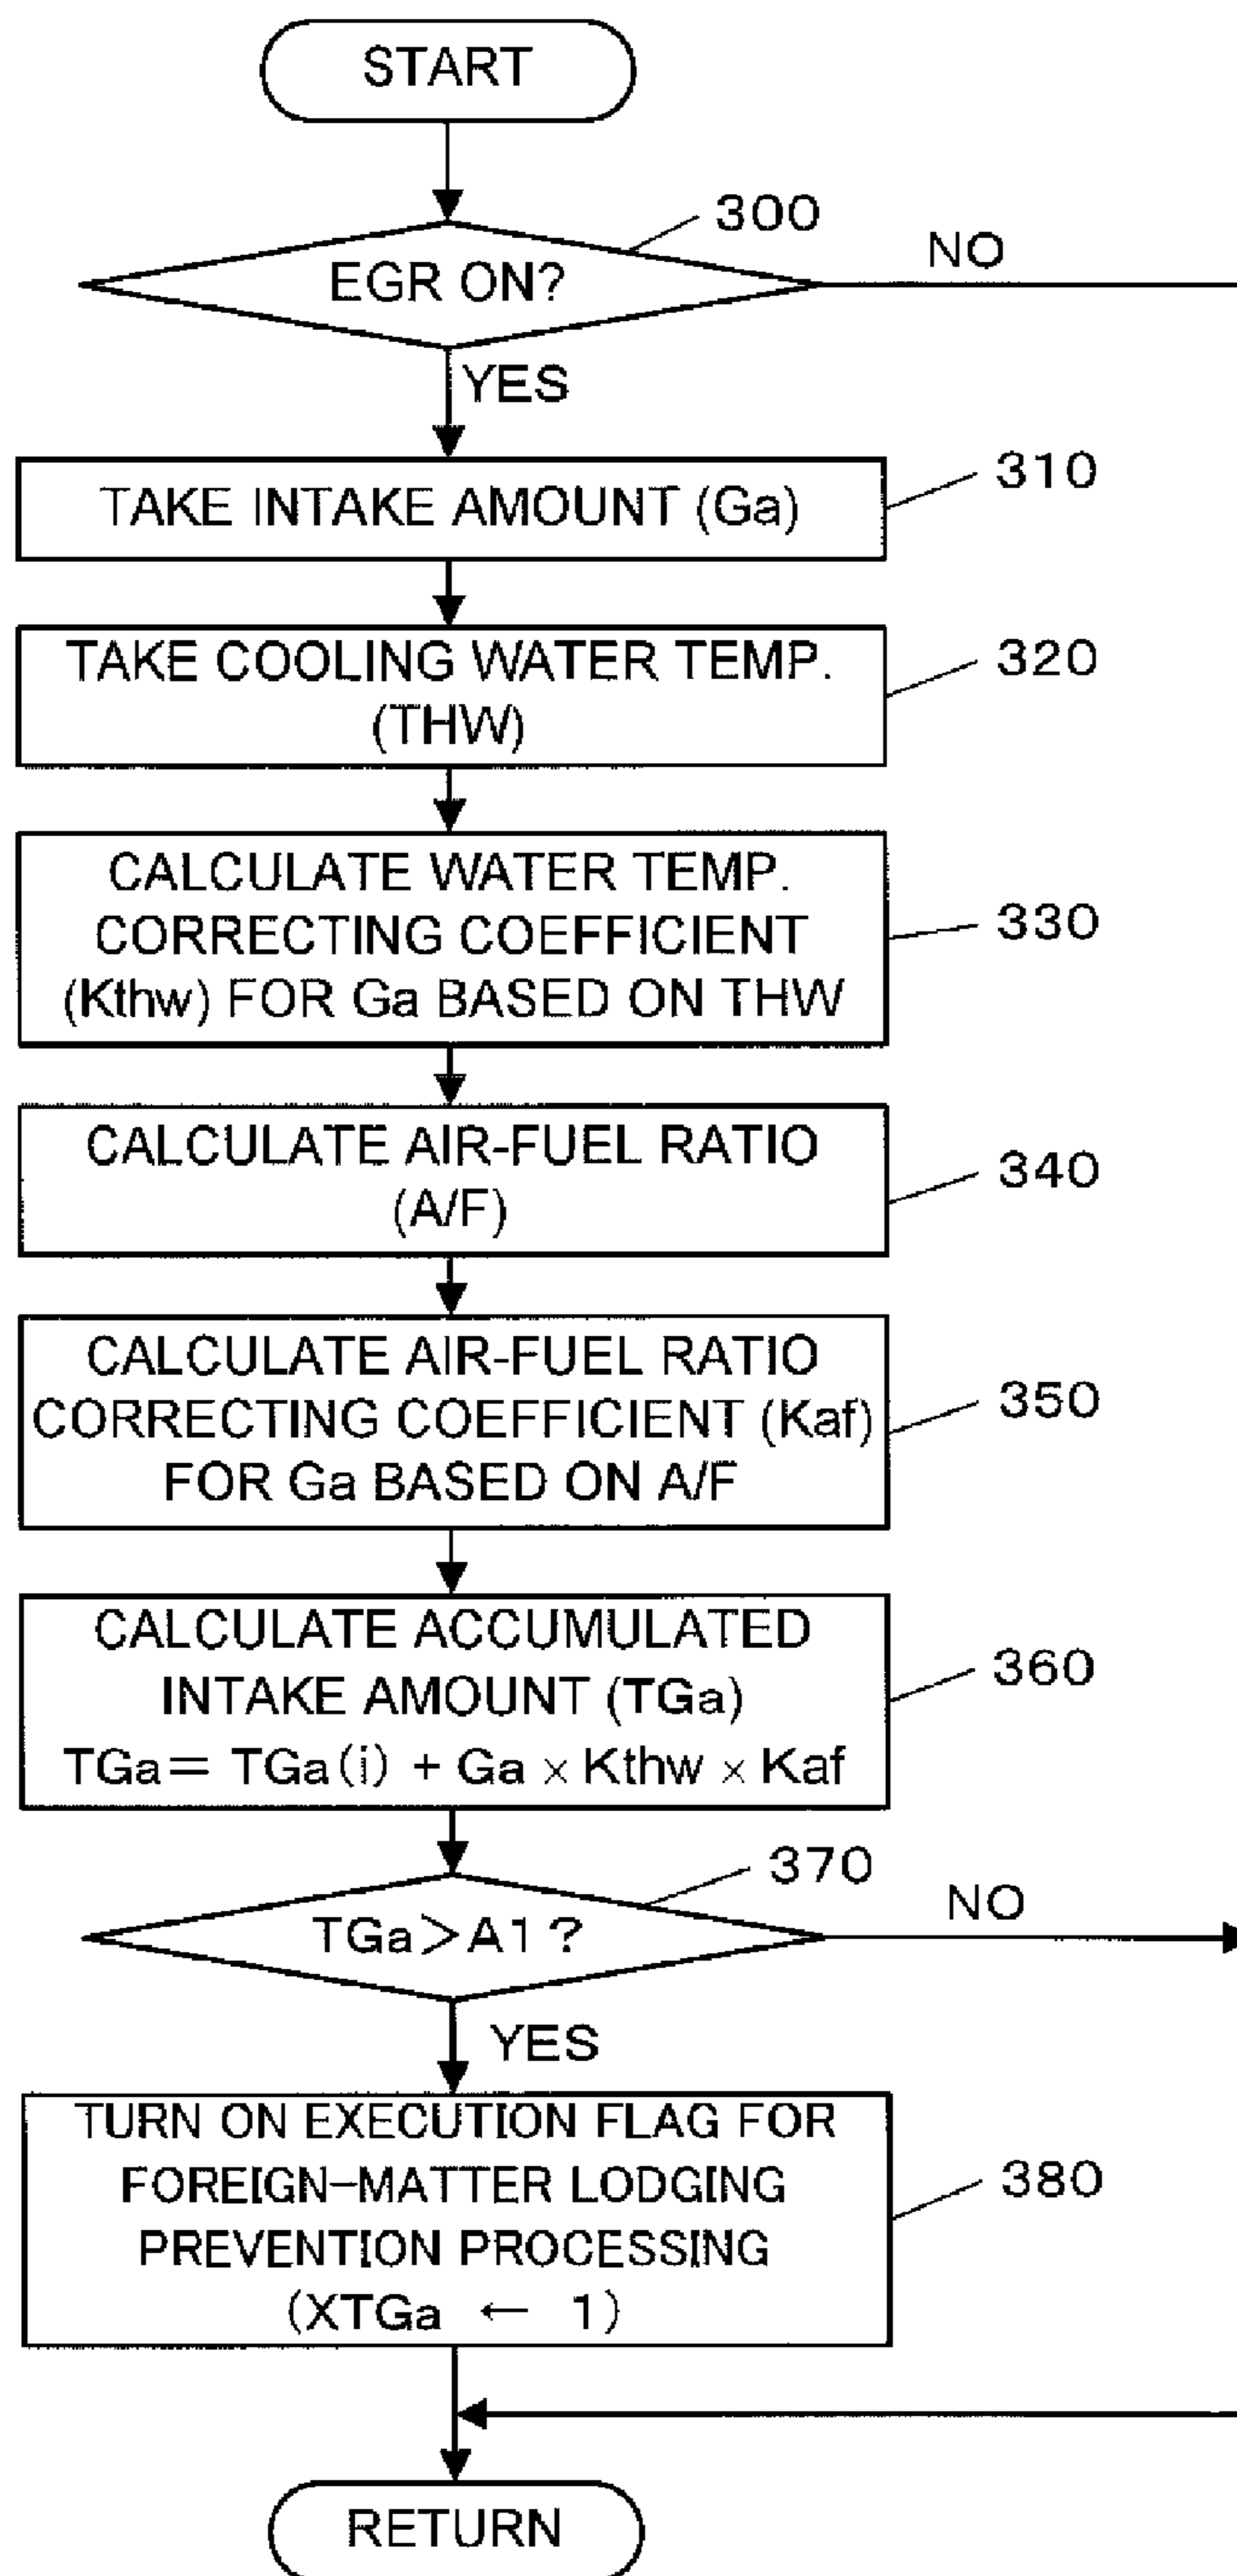 START
300
EGR ON?
NO
YES
310
TAKE INTAKE AMOUNT (Ga)
320
TAKE COOLING WATER TEMP.
(THW)
330
CALCULATE WATER TEMP.
CORRECTING COEFFICIENT
(Kthw) FOR Ga BASED ON THW
340
CALCULATE AIR-FUEL RATIO
(A/F)
350
CALCULATE AIR-FUEL RATIO
CORRECTING COEFFICIENT (Kaf)
FOR Ga BASED ON A/F
360
CALCULATE ACCUMULATED
INTAKE AMOUNT (TGa)
TGa= TGa(i) + Ga × Kthw × Kaf
370
TGa>A1?
NO
YES
380
TURN ON EXECUTION FLAG FOR
FOREIGN-MATTER LODGING
PREVENTION PROCESSING
(XTGa ← 1)
RETURN